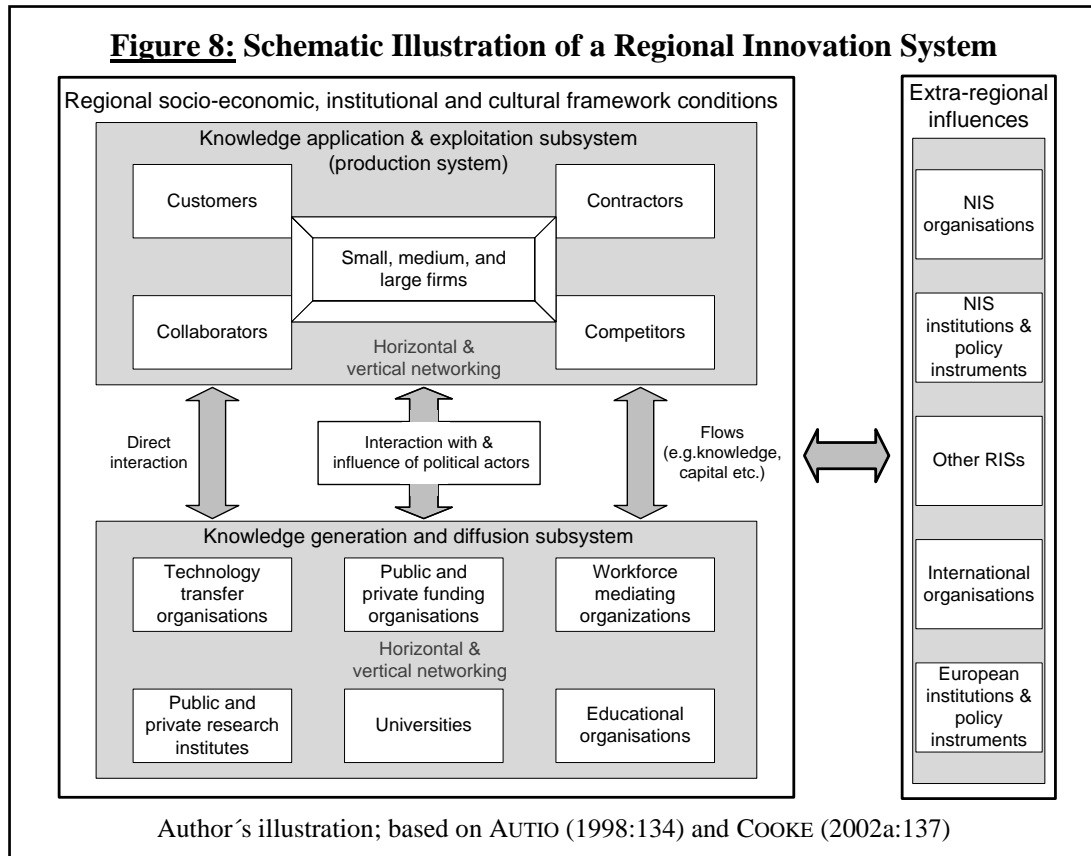 Figure 8: Schematic Illustration of a Regional Innovation System
Regional socio-economic, institutional and cultural framework conditions
Knowledge application & exploitation subsystem
(production system)
Customers
Contractors
Small, medium, and
large firms
Collaborators
Competitors
Horizontal &
vertical networking
Direct
interaction
Interaction with &
influence of political actors
Flows
(e.g.knowledge,
capital etc.)
Knowledge generation and diffusion subsystem
Technology
transfer
organisations
Public and
private funding
organisations
Workforce
mediating
organizations
Horizontal &
vertical networking
Public and
private research
institutes
Universities
Educational
organisations
Extra-regional
influences
NIS
organisations
NIS
institutions &
policy
instruments
Other RISs
International
organisations
European
institutions &
policy
instruments
Author´s illustration; based on AUTIO (1998:134) and COOKE (2002a:137)